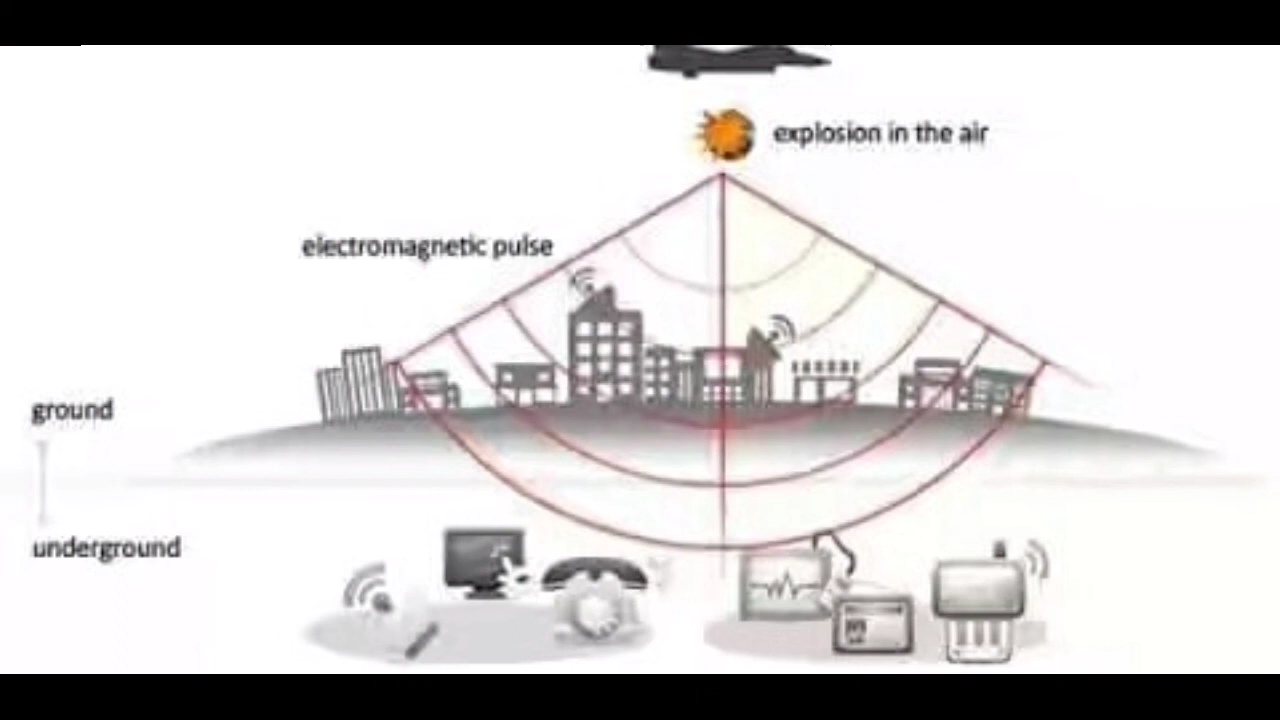 explosion in the air
electromagnetic pulse
ground
underground